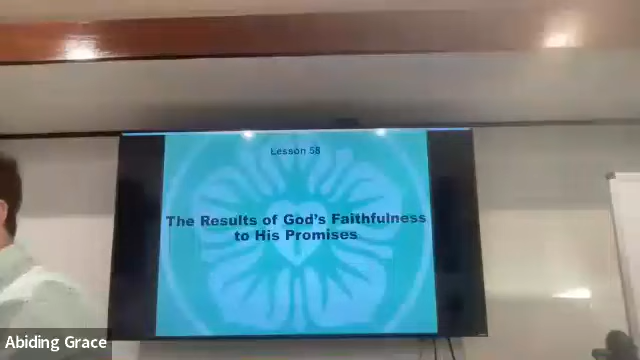 Lesson 58
The Results of God's Faithfulness
to His Promises
Abiding Grace